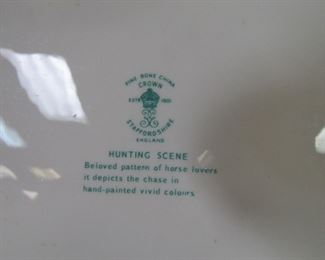 FINE BONE CHINA
CROWN
ESTD 1801
STAFFORDSHIRE
ENGLAND
HUNTING SCENE
Beloved pattern of horse lovers
it depicts the chase in
hand-painted vivid colours